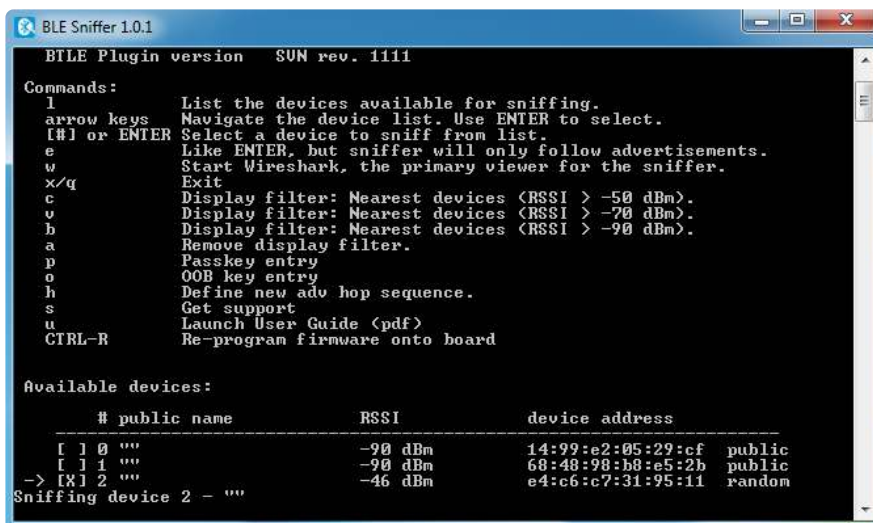 BLE Sniffer 1.0.1
BTLE Plugin version SVN rev. 1111
Commands:
l List the devices available for sniffing.
arrow keys Navigate the device list. Use ENTER to select.
[#] or ENTER Select a device to sniff from list.
e Like ENTER, but sniffer will only follow advertisements.
w Start Wireshark, the primary viewer for the sniffer.
x/q Exit
c Display filter: Nearest devices (RSSI > -50 dBm).
v Display filter: Nearest devices (RSSI > -70 dBm).
b Display filter: Nearest devices (RSSI > -90 dBm).
a Remove display filter.
p Passkey entry
o OOB key entry
h Define new adv hop sequence.
s Get support
u Launch User Guide (pdf)
CTRL-R Re-program firmware onto board
Available devices:
# public name RSSI device address
[ ] 0 "" -90 dBm 14:99:e2:05:29:cf public
[ ] 1 "" -90 dBm 68:48:98:b8:e5:2b public
-> [X] 2 "" -46 dBm e4:c6:c7:31:95:11 random
Sniffing device 2 - ""